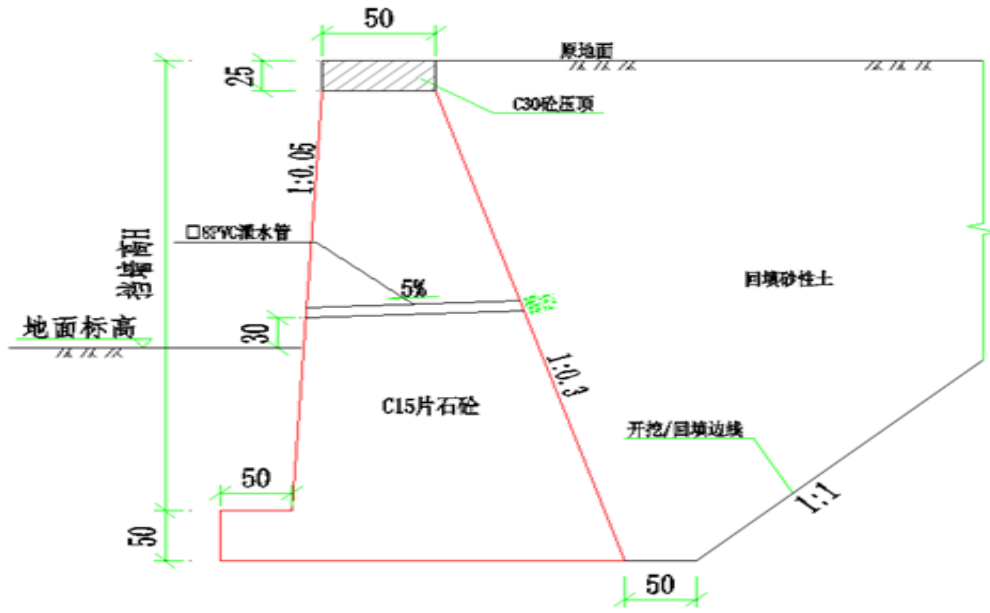 50
原地面
25
C30砼压顶
1:0.05
□8PVC泄水管
5%
回填砂性土
挡墙高H
地面标高
30
1:0.3
C15片石砼
开挖/回填边线
50
1:1
50
50